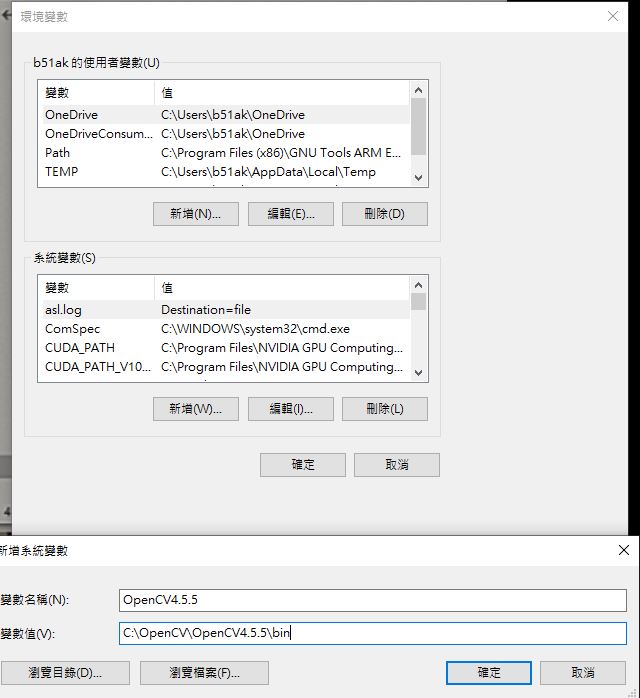 環境變數
b51ak 的使用者變數(U)
變數 值
OneDrive C:\Users\b51ak\OneDrive
OneDriveConsum... C:\Users\b51ak\OneDrive
Path C:\Program Files (x86)\GNU Tools ARM E...
TEMP C:\Users\b51ak\AppData\Local\Temp
新增(N)... 編輯(E)... 刪除(D)
系統變數(S)
變數 值
asl.log Destination=file
ComSpec C:\WINDOWS\system32\cmd.exe
CUDA_PATH C:\Program Files\NVIDIA GPU Computing...
CUDA_PATH_V10... C:\Program Files\NVIDIA GPU Computing...
新增(W)... 編輯(I)... 刪除(L)
確定 取消
新增系統變數
變數名稱(N): OpenCV4.5.5
變數值(V): C:\OpenCV\OpenCV4.5.5\bin
瀏覽目錄(D)... 瀏覽檔案(F)... 確定 取消